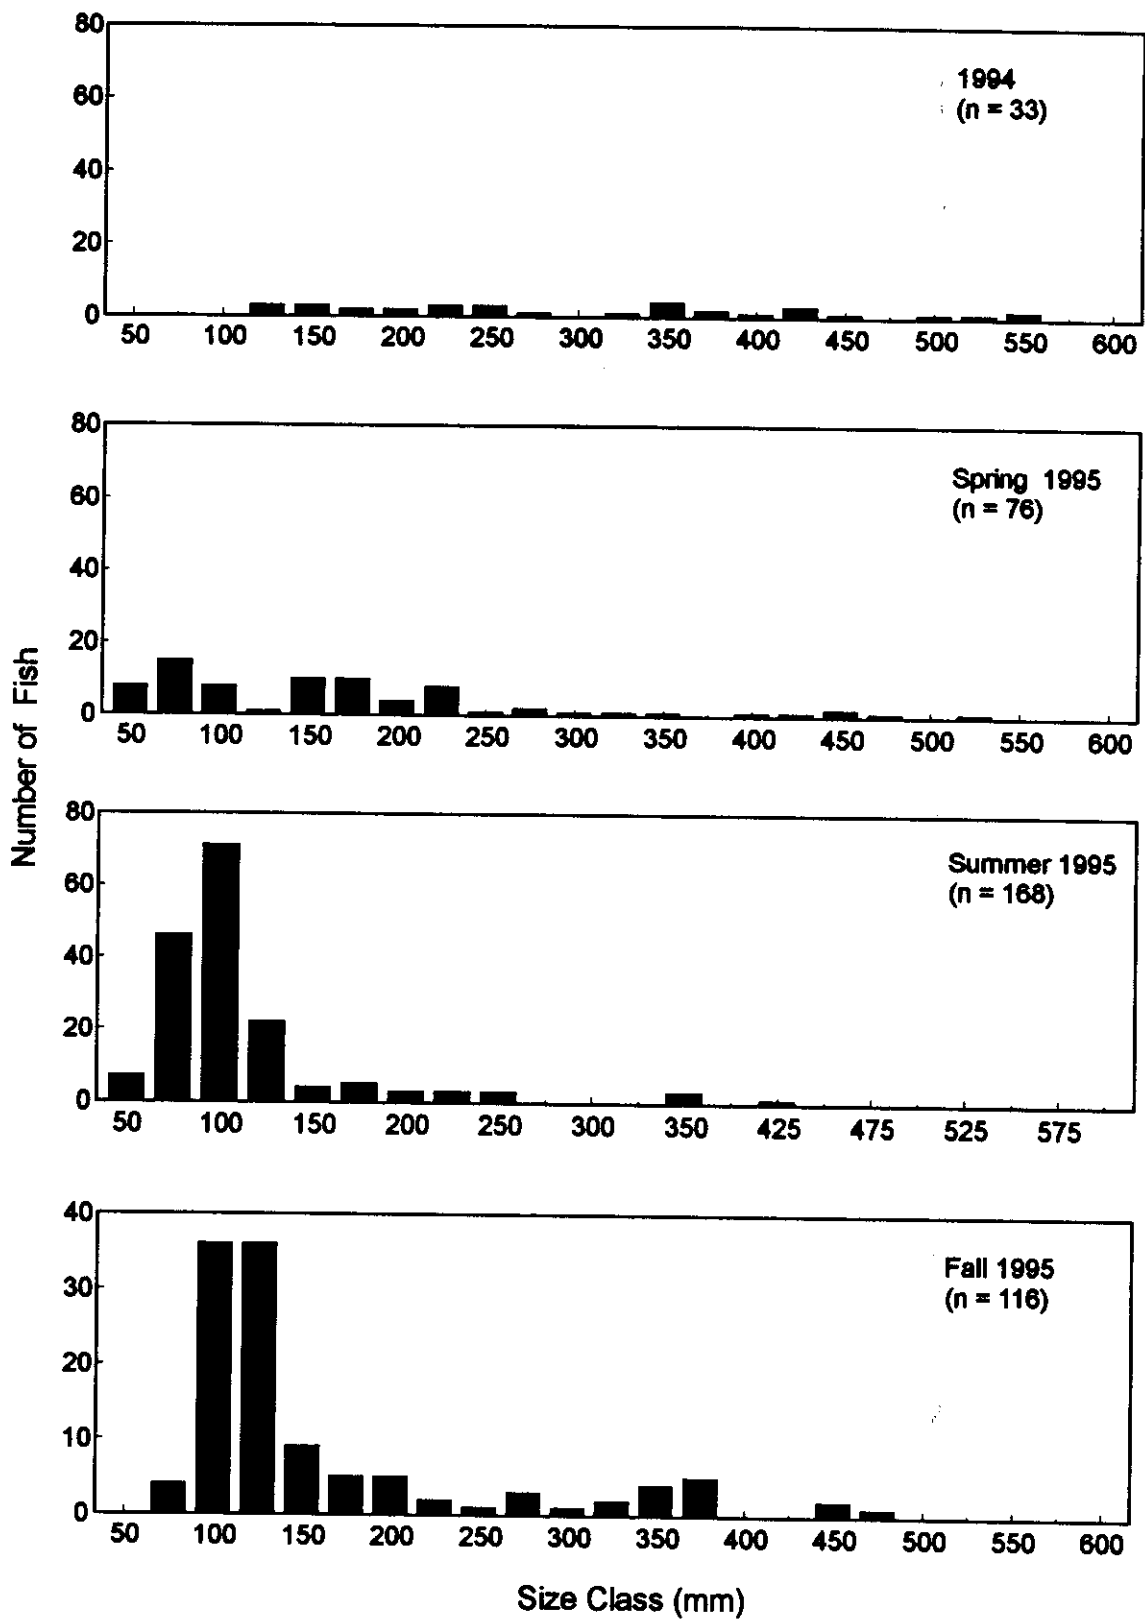 80
60
40
20
0
1994
(n = 33)
50 100 150 200 250 300 350 400 450 500 550 600
80
60
40
20
0
Spring 1995
(n = 76)
50 100 150 200 250 300 350 400 450 500 550 600
Number of Fish
80
60
40
20
0
Summer 1995
(n = 168)
50 100 150 200 250 300 350 425 475 525 575
40
30
20
10
0
Fall 1995
(n = 116)
50 100 150 200 250 300 350 400 450 500 550 600
Size Class (mm)